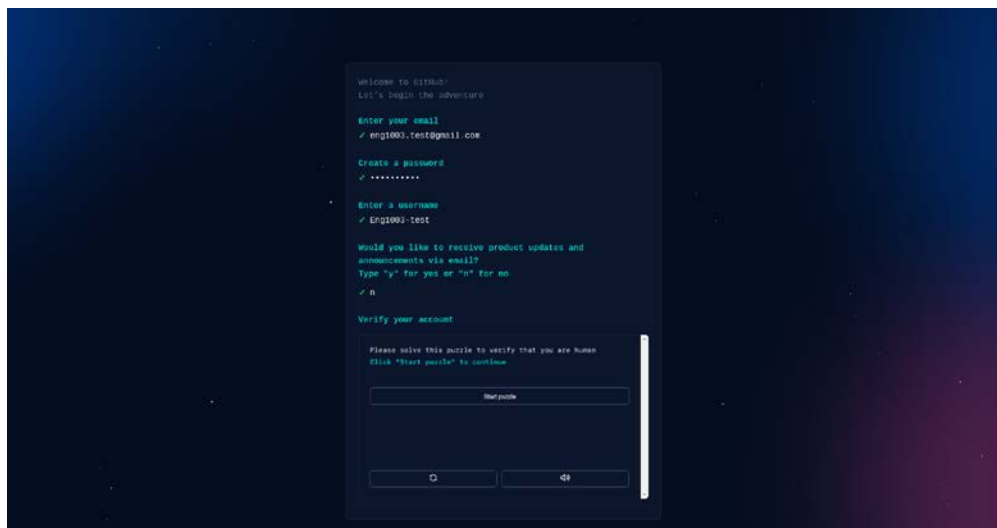 Welcome to GitHub!
Let's begin the adventure
Enter your email
✓ eng1003.test@gmail.com
Create a password
✓ ••••••••••
Enter a username
✓ Eng1003-test
Would you like to receive product updates and
announcements via email?
Type "y" for yes or "n" for no
✓ n
Verify your account
Please solve this puzzle to verify that you are human
Click "Start puzzle" to continue
Start puzzle